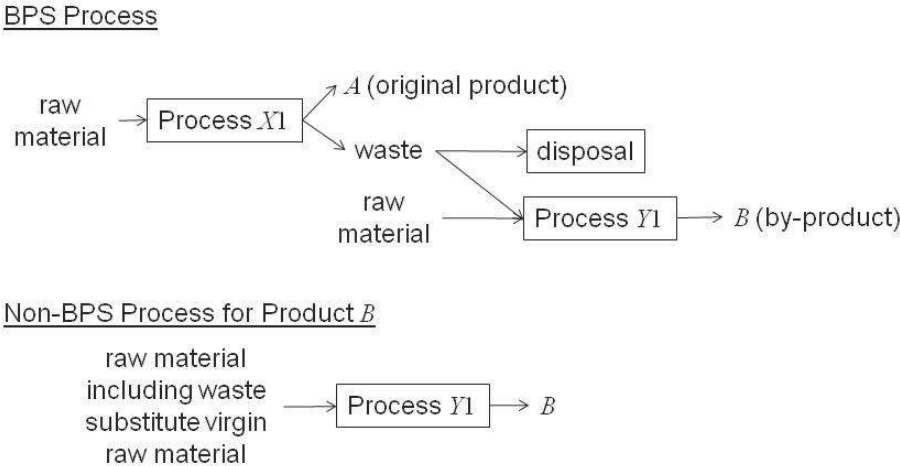 BPS Process
A (original product)
raw
material
Process X1
waste
disposal
raw
material
Process Y1
B (by-product)
Non-BPS Process for Product B
raw material
including waste
substitute virgin
raw material
Process Y1
B